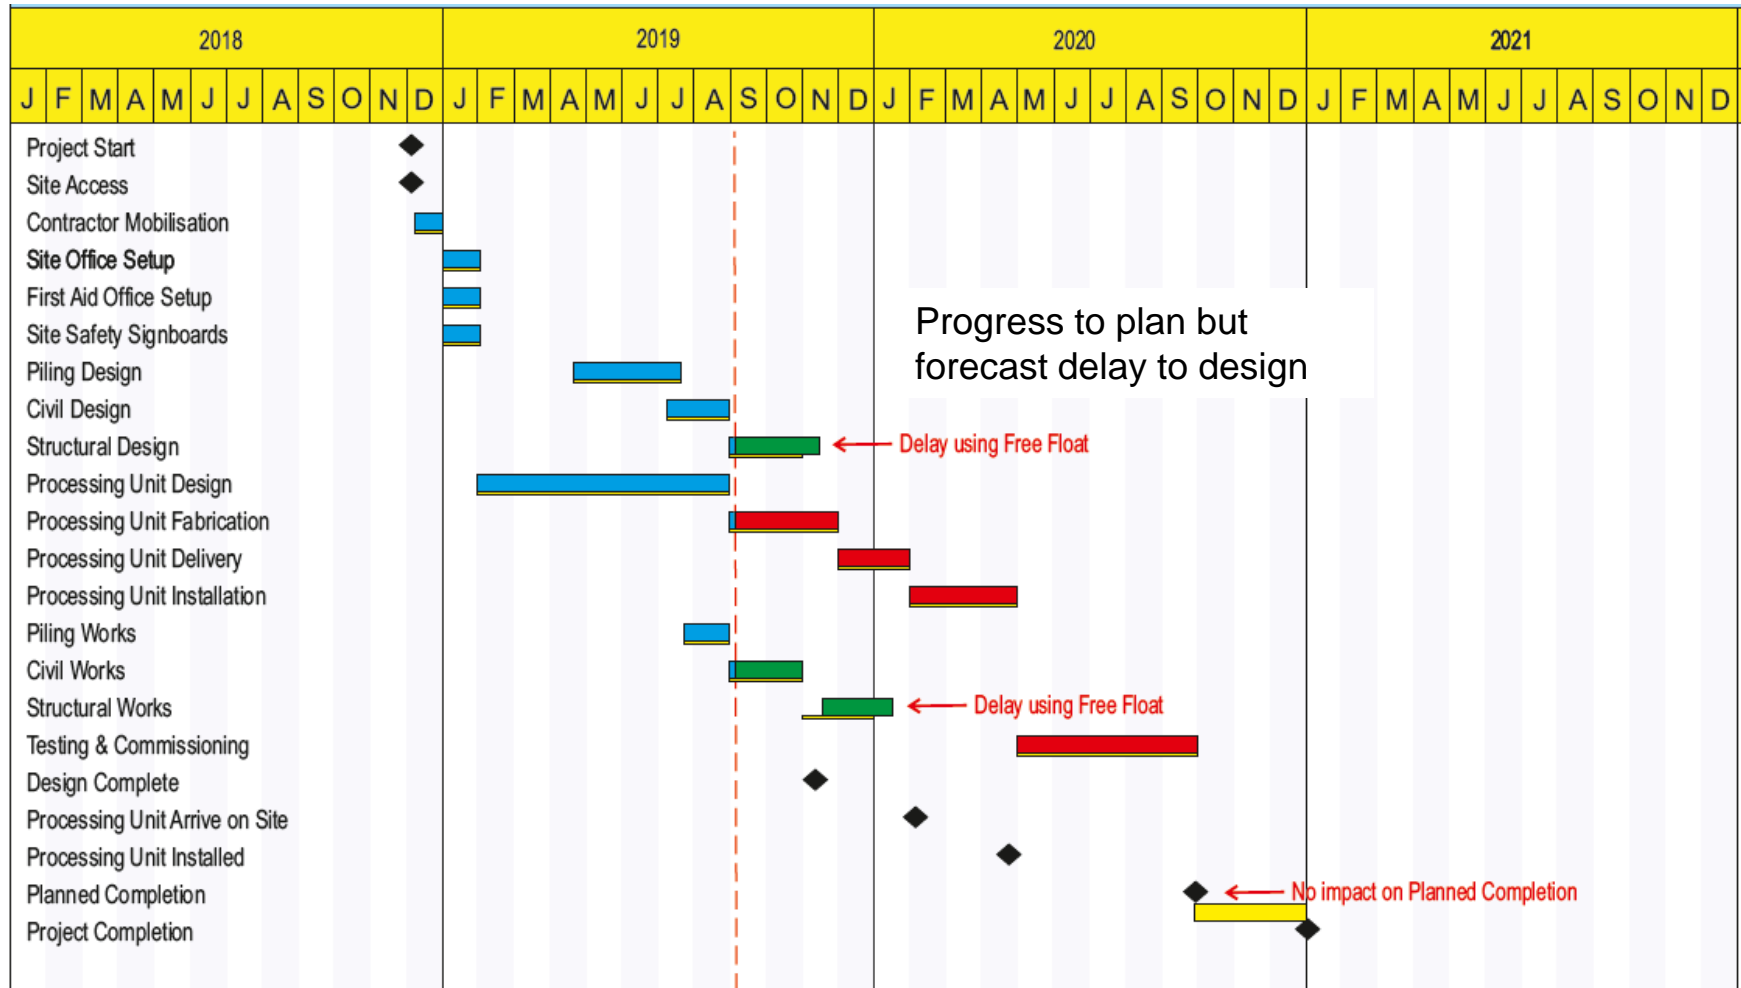 2018 2019 2020 2021
J F M A M J J A S O N D J F M A M J J A S O N D J F M A M J J A S O N D J F M A M J J A S O N D
Project Start
Site Access
Contractor Mobilisation
Site Office Setup
First Aid Office Setup
Site Safety Signboards
Progress to plan but
forecast delay to design
Piling Design
Civil Design
Structural Design Delay using Free Float
Processing Unit Design
Processing Unit Fabrication
Processing Unit Delivery
Processing Unit Installation
Piling Works
Civil Works
Structural Works Delay using Free Float
Testing & Commissioning
Design Complete
Processing Unit Arrive on Site
Processing Unit Installed
Planned Completion No impact on Planned Completion
Project Completion